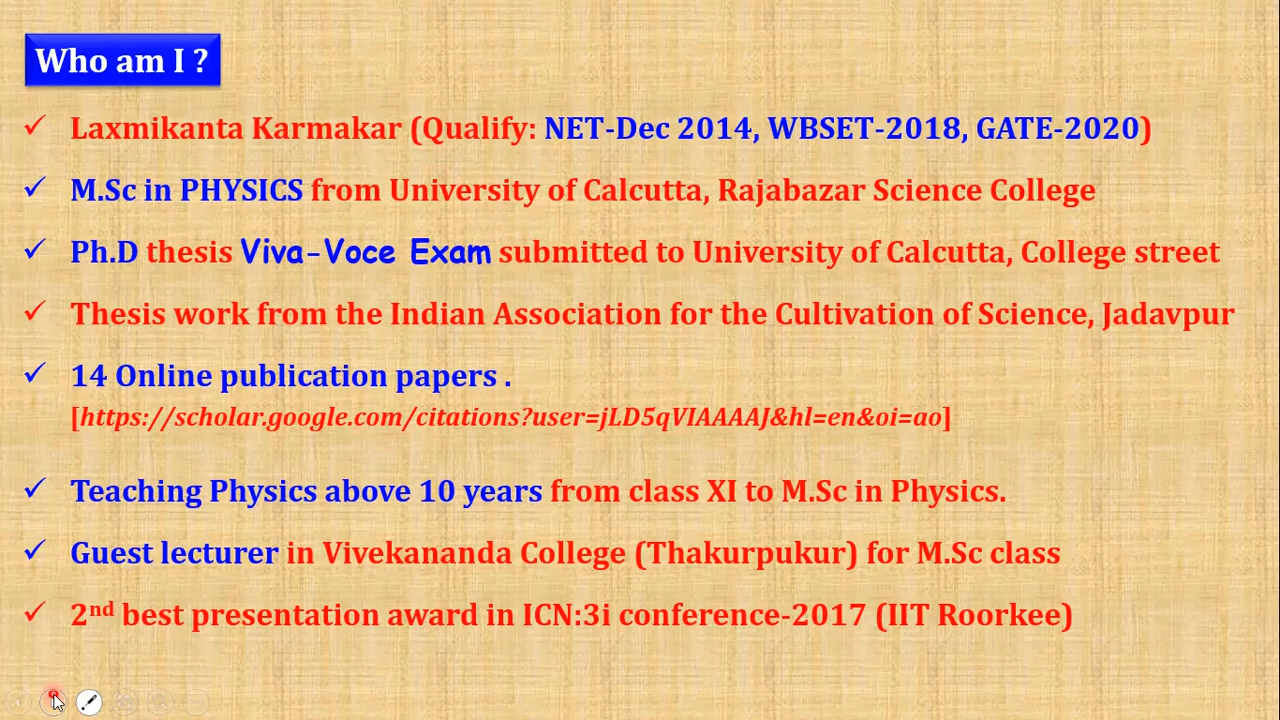 Who am I ?
✓ Laxmikanta Karmakar (Qualify: NET-Dec 2014, WBSET-2018, GATE-2020)
✓ M.Sc in PHYSICS from University of Calcutta, Rajabazar Science College
✓ Ph.D thesis Viva-Voce Exam submitted to University of Calcutta, College street
✓ Thesis work from the Indian Association for the Cultivation of Science, Jadavpur
✓ 14 Online publication papers .
[https://scholar.google.com/citations?user=jLD5qVIAAAAJ&hl=en&oi=ao]
✓ Teaching Physics above 10 years from class XI to M.Sc in Physics.
✓ Guest lecturer in Vivekananda College (Thakurpukur) for M.Sc class
✓ 2nd best presentation award in ICN:3i conference-2017 (IIT Roorkee)